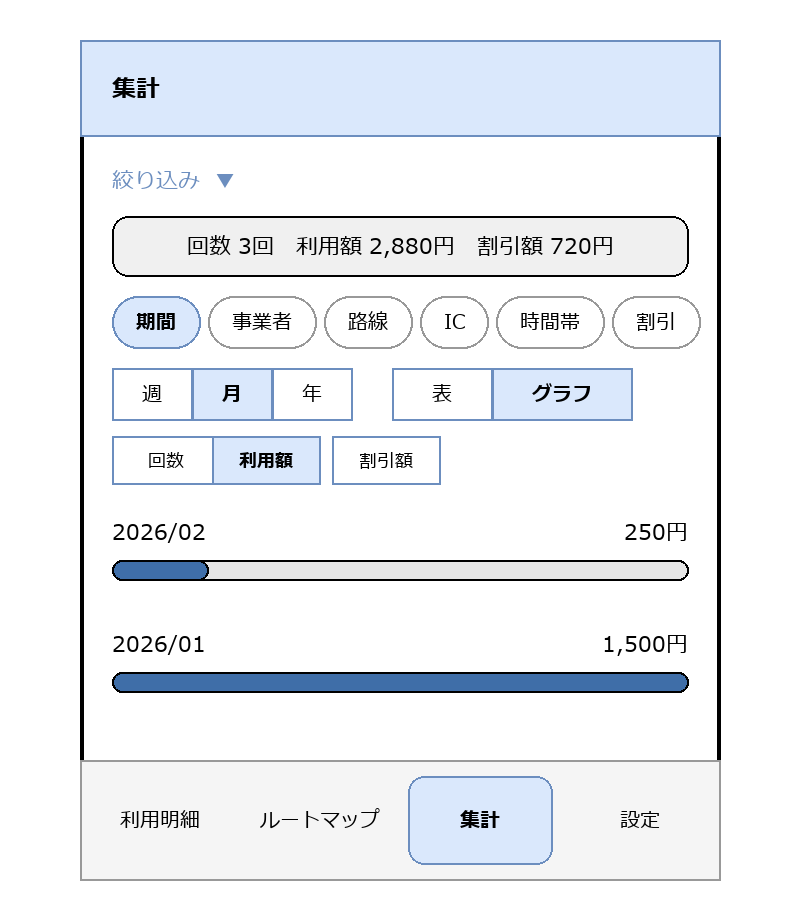 集計
絞り込み ▼
回数 3回　利用額 2,880円　割引額 720円
期間 事業者 路線 IC 時間帯 割引
週 月 年 表 グラフ
回数 利用額 割引額
2026/02 250円
2026/01 1,500円
利用明細 ルートマップ 集計 設定